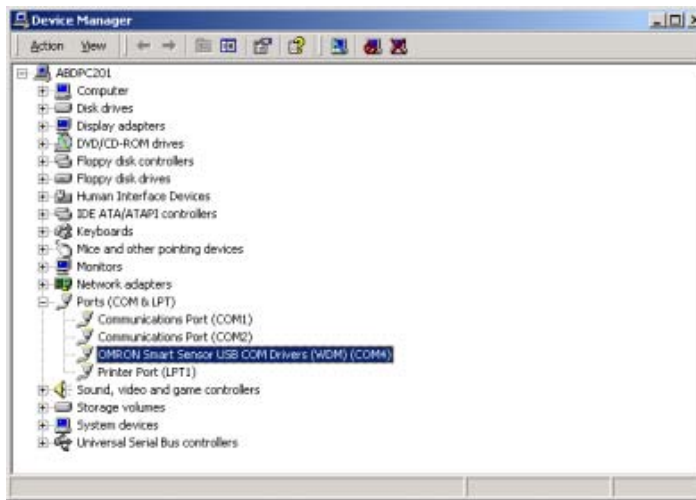 Device Manager
Action View
ABDPC201
Computer
Disk drives
Display adapters
DVD/CD-ROM drives
Floppy disk controllers
Floppy disk drives
Human Interface Devices
IDE ATA/ATAPI controllers
Keyboards
Mice and other pointing devices
Monitors
Network adapters
Ports (COM & LPT)
Communications Port (COM1)
Communications Port (COM2)
OMRON Smart Sensor USB COM Drivers (WDM) (COM4)
Printer Port (LPT1)
Sound, video and game controllers
Storage volumes
System devices
Universal Serial Bus controllers